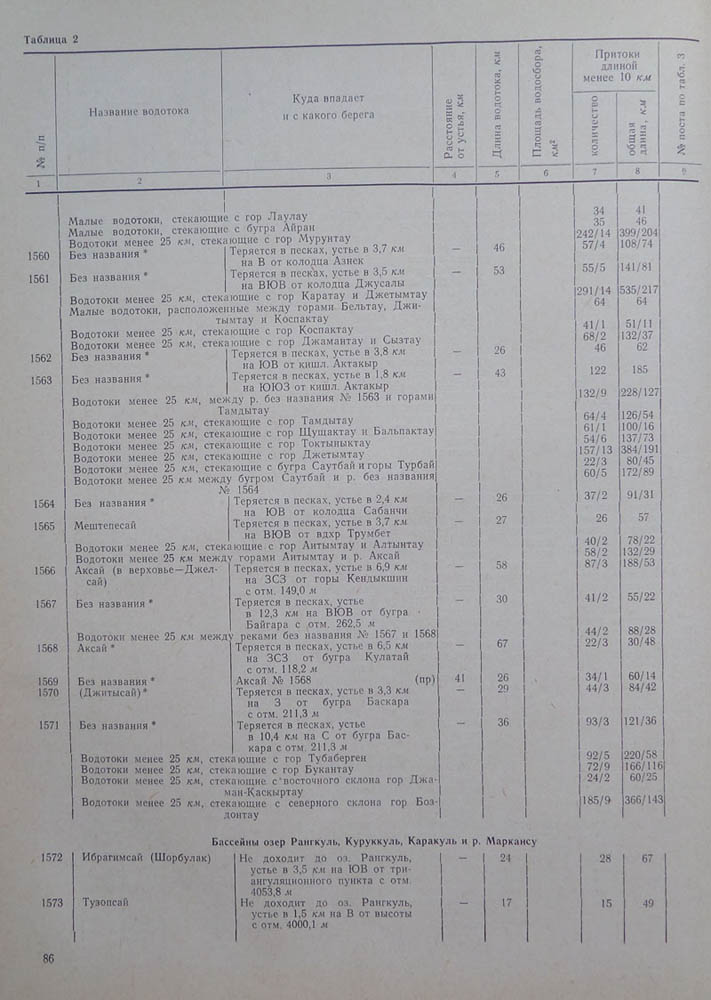 Таблица 2
№ п/п
Название водотока
Куда впадает
и с какого берега
Расстояние
от устья, км
Длина водотока, км
Площадь водосбора,
км²
Притоки
длиной
менее 10 км
количество
общая
длина, км
№ поста по табл. 3
1 2 3 4 5 6 7 8 9
Малые водотоки, стекающие с гор Лаулау 34 41
Малые водотоки, стекающие с бугра Айран 35 46
Водотоки менее 25 км, стекающие с гор Мурунтау 242/14 399/204
1560 Без названия * Теряется в песках, устье в 3,7 км — 46 57/4 108/74
на В от колодца Азнек
1561 Без названия * Теряется в песках, устье в 3,5 км — 53 55/5 141/81
на ВЮВ от колодца Джусалы
Водотоки менее 25 км, стекающие с гор Каратау и Джетымтау 291/14 535/217
Малые водотоки, расположенные между горами Бельтау, Джи- 64 64
тымтау и Коспактау
Водотоки менее 25 км, стекающие с гор Коспактау 41/1 51/11
Водотоки менее 25 км, стекающие с гор Джамантау и Сызтау 68/2 132/37
1562 Без названия * Теряется в песках, устье в 3,8 км — 26 46 62
на ЮВ от кишл. Актакыр
1563 Без названия * Теряется в песках, устье в 1,8 км — 43 122 185
на ЮЮЗ от кишл. Актакыр
Водотоки менее 25 км, между р. без названия № 1563 и горами 132/9 228/127
Тамдытау
Водотоки менее 25 км, стекающие с гор Тамдытау 64/4 126/54
Водотоки менее 25 км, стекающие с гор Щущактау и Бальпактау 61/1 100/16
Водотоки менее 25 км, стекающие с гор Токтыныктау 54/6 137/73
Водотоки менее 25 км, стекающие с гор Джетымтау 157/13 384/191
Водотоки менее 25 км, стекающие с бугра Саутбай и горы Турбай 22/3 80/45
Водотоки менее 25 км между бугром Саутбай и р. без названия 60/5 172/89
№ 1564
1564 Без названия * Теряется в песках, устье в 2,4 км — 26 37/2 91/31
на ЮВ от колодца Сабанчи
1565 Мештепесай Теряется в песках, устье в 3,7 км — 27 26 57
на ВЮВ от вдхр Трумбет
Водотоки менее 25 км, стекающие с гор Аитымтау и Алтынтау 40/2 78/22
Водотоки менее 25 км между горами Аитымтау и р. Аксай 58/2 132/29
1566 Аксай (в верховье—Джел- Теряется в песках, устье в 6,9 км — 58 87/3 188/53
сай) на ЗСЗ от горы Кендыкшин
с отм. 149,0 м
1567 Без названия * Теряется в песках, устье — 30 41/2 55/22
в 12,3 км на ВЮВ от бугра
Байгара с отм. 262,5 м
Водотоки менее 25 км между реками без названия № 1567 и 1568 44/2 88/28
1568 Аксай * Теряется в песках, устье в 6,5 км — 67 22/3 30/48
на ЗСЗ от бугра Кулатай
с отм. 118,2 м
1569 Без названия * Аксай № 1568 (пр) 41 26 34/1 60/14
1570 (Джитысай) * Теряется в песках, устье в 3,3 км — 29 44/3 84/42
на З от бугра Баскара
с отм. 211,3 м
1571 Без названия * Теряется в песках, устье — 36 93/3 121/36
в 10,4 км на С от бугра Бас-
кара с отм. 211,3 м
Водотоки менее 25 км, стекающие с гор Тубаберген 92/5 220/58
Водотоки менее 25 км, стекающие с гор Букантау 72/9 166/116
Водотоки менее 25 км, стекающие с восточного склона гор Джа- 24/2 60/25
ман-Каскыртау
Водотоки менее 25 км, стекающие с северного склона гор Боз- 185/9 366/143
донтау
Бассейны озер Рангкуль, Куруккуль, Каракуль и р. Маркансу
1572 Ибрагимсай (Шорбулак) Не доходит до оз. Рангкуль, — 24 28 67
устье в 3,5 км на ЮВ от три-
ангуляционного пункта с отм.
4053,8 м
1573 Тузопсай Не доходит до оз. Рангкуль, — 17 15 49
устье в 1,5 км на В от высоты
с отм. 4000,1 м
86